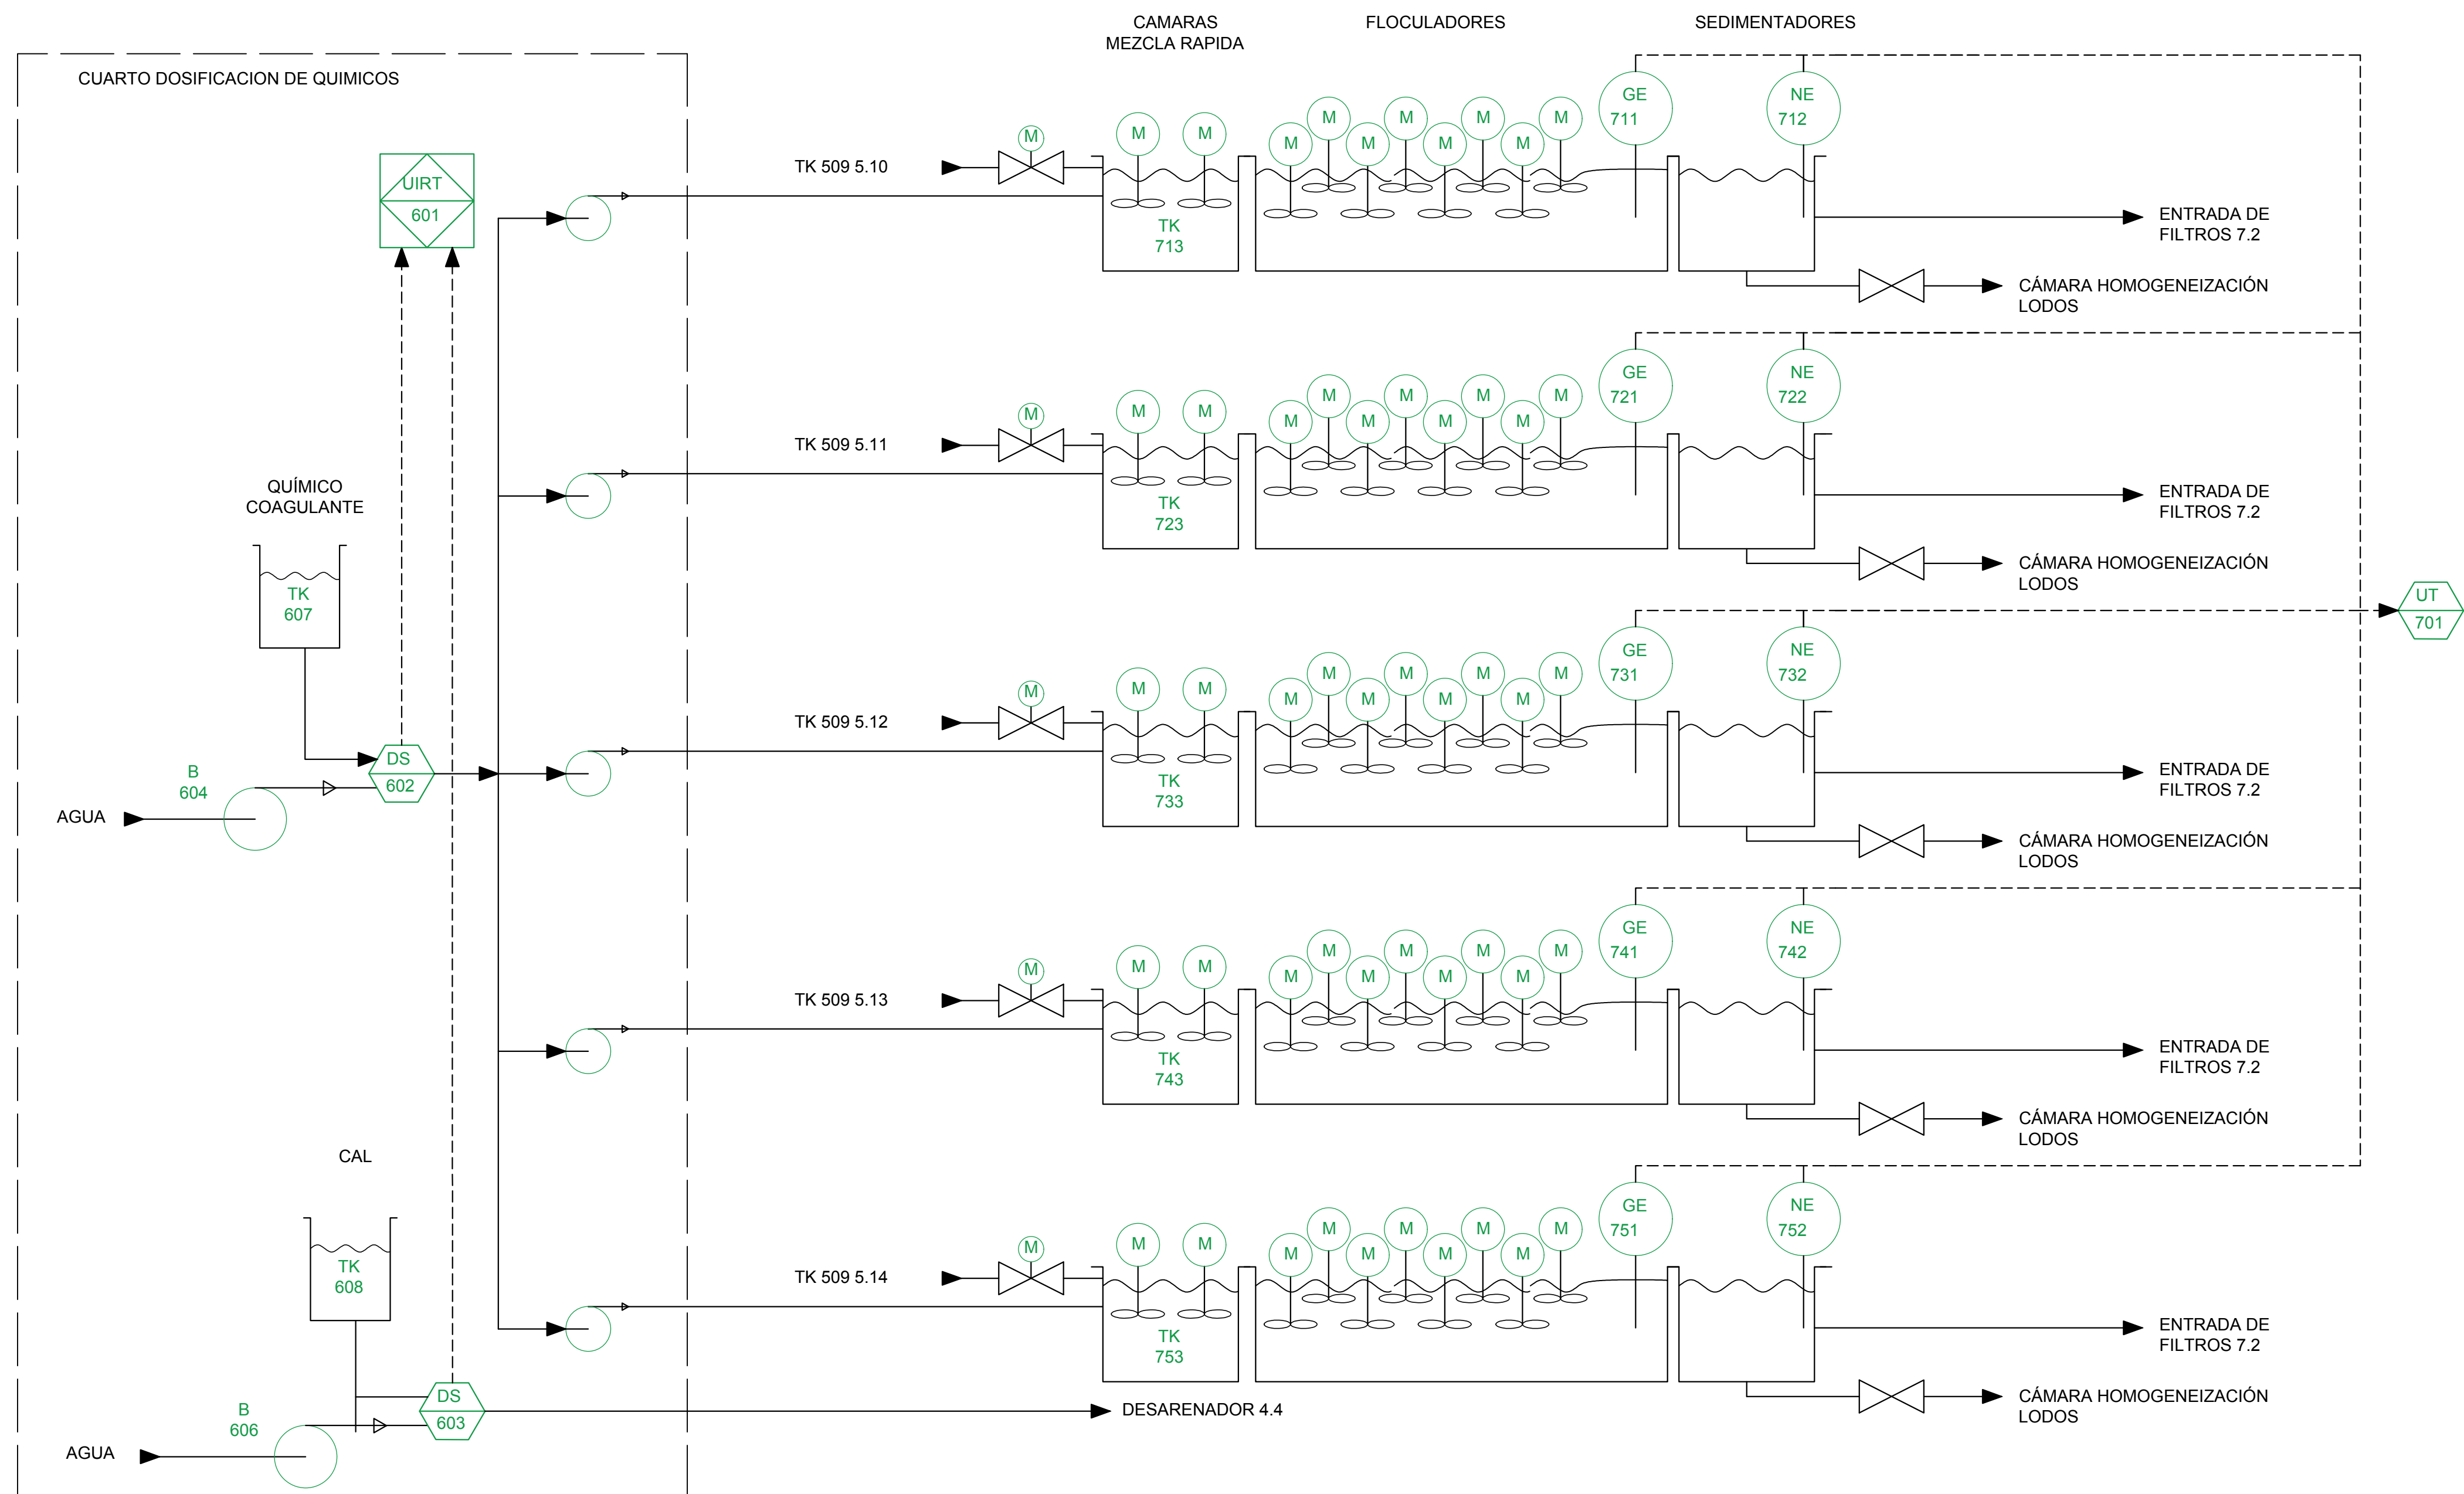 CAMARAS
MEZCLA RAPIDA
FLOCULADORES
SEDIMENTADORES
CUARTO DOSIFICACION DE QUIMICOS
UIRT
601
TK 509 5.10
M
M
M
M
M
M
M
M
M
M
M
GE
711
NE
712
TK
713
ENTRADA DE
FILTROS 7.2
CÁMARA HOMOGENEIZACIÓN
LODOS
TK 509 5.11
M
M
M
M
M
M
M
M
M
M
M
GE
721
NE
722
TK
723
ENTRADA DE
FILTROS 7.2
CÁMARA HOMOGENEIZACIÓN
LODOS
QUÍMICO
COAGULANTE
TK
607
UT
701
TK 509 5.12
M
M
M
M
M
M
M
M
M
M
M
GE
731
NE
732
TK
733
ENTRADA DE
FILTROS 7.2
CÁMARA HOMOGENEIZACIÓN
LODOS
DS
602
B
604
AGUA
TK 509 5.13
M
M
M
M
M
M
M
M
M
M
M
GE
741
NE
742
TK
743
ENTRADA DE
FILTROS 7.2
CÁMARA HOMOGENEIZACIÓN
LODOS
CAL
TK
608
TK 509 5.14
M
M
M
M
M
M
M
M
M
M
M
GE
751
NE
752
TK
753
ENTRADA DE
FILTROS 7.2
CÁMARA HOMOGENEIZACIÓN
LODOS
DS
603
DESARENADOR 4.4
B
606
AGUA